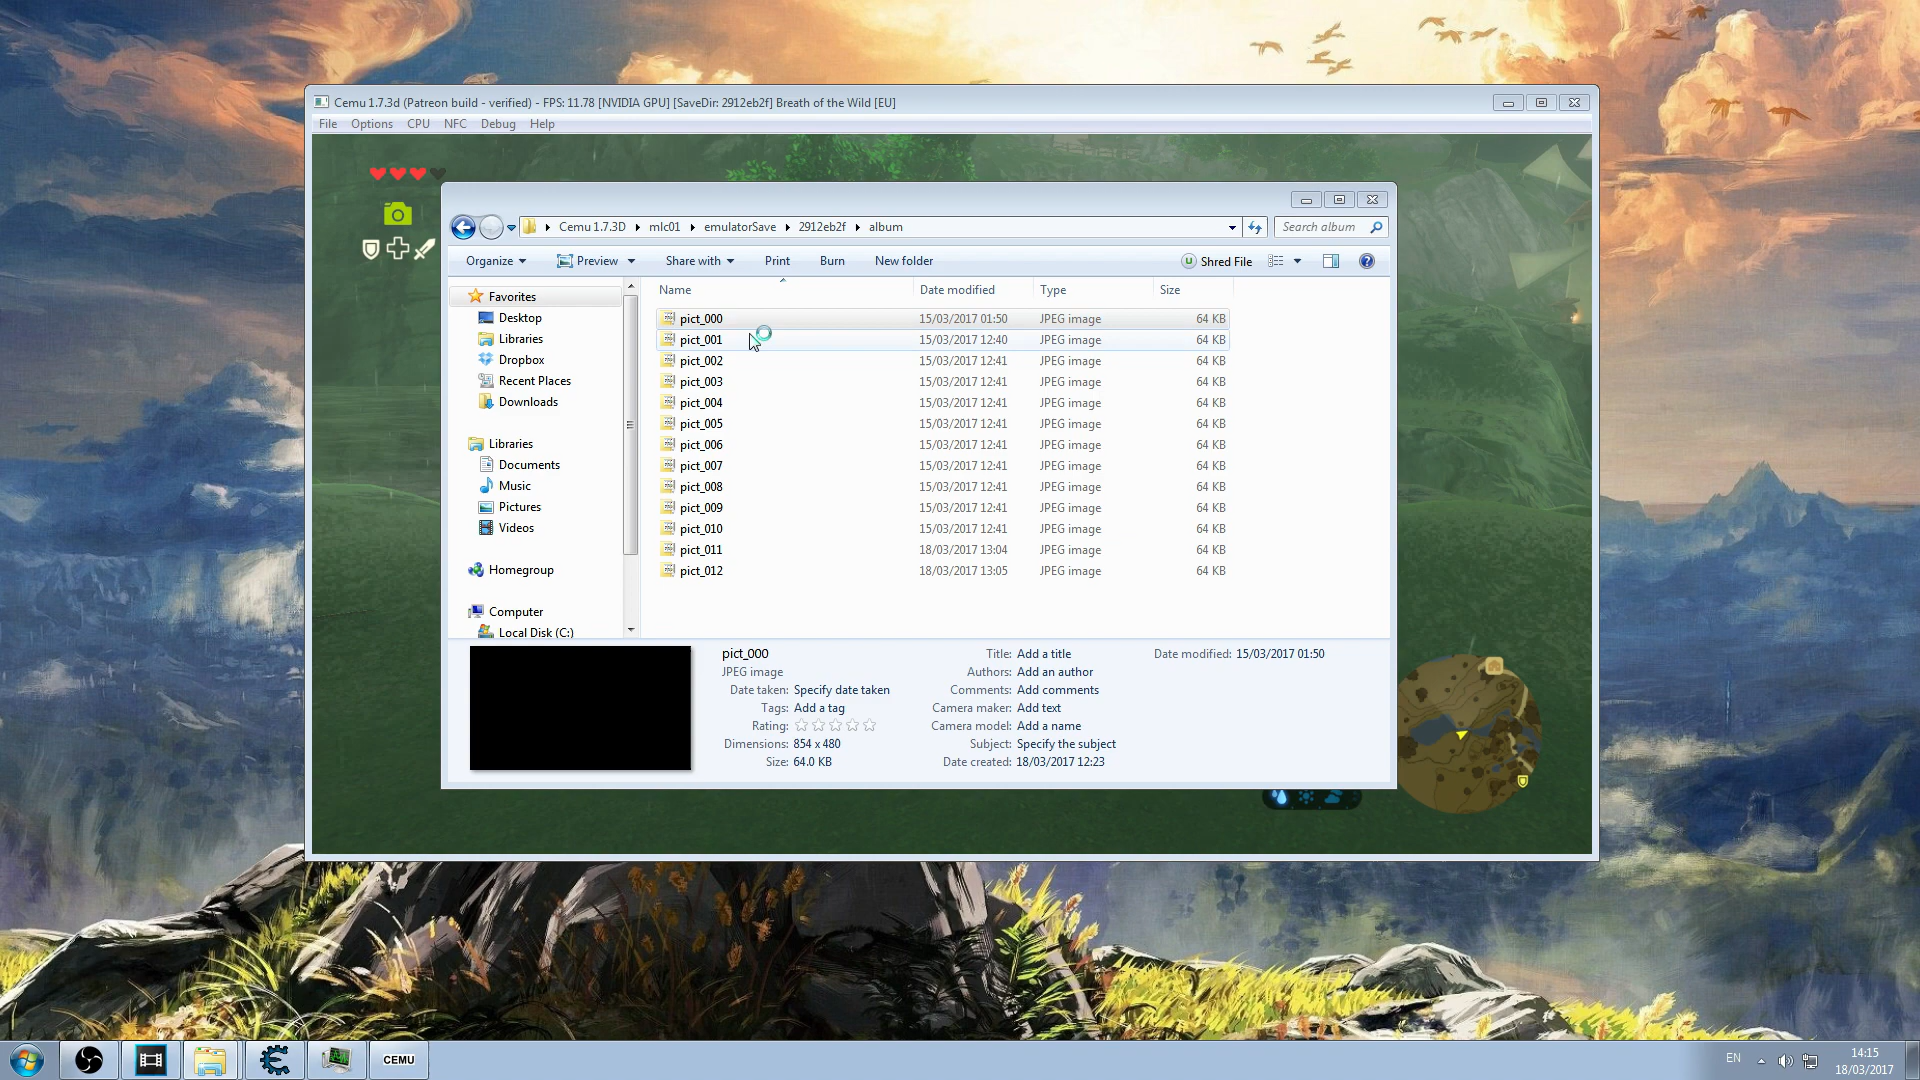 Cemu 1.7.3d (Patreon build - verified) - FPS: 11.78 [NVIDIA GPU] [SaveDir: 2912eb2f] Breath of the Wild [EU]
File Options CPU NFC Debug Help
Cemu 1.7.3D mlc01 emulatorSave 2912eb2f album
Search album
Organize Preview Share with Print Burn New folder Shred File
Name Date modified Type Size
Favorites
Desktop
Libraries
Dropbox
Recent Places
Downloads
Libraries
Documents
Music
Pictures
Videos
Homegroup
Computer
Local Disk (C:)
pict_000 15/03/2017 01:50 JPEG image 64 KB
pict_001 15/03/2017 12:40 JPEG image 64 KB
pict_002 15/03/2017 12:41 JPEG image 64 KB
pict_003 15/03/2017 12:41 JPEG image 64 KB
pict_004 15/03/2017 12:41 JPEG image 64 KB
pict_005 15/03/2017 12:41 JPEG image 64 KB
pict_006 15/03/2017 12:41 JPEG image 64 KB
pict_007 15/03/2017 12:41 JPEG image 64 KB
pict_008 15/03/2017 12:41 JPEG image 64 KB
pict_009 15/03/2017 12:41 JPEG image 64 KB
pict_010 15/03/2017 12:41 JPEG image 64 KB
pict_011 18/03/2017 13:04 JPEG image 64 KB
pict_012 18/03/2017 13:05 JPEG image 64 KB
pict_000
JPEG image
Date taken: Specify date taken
Tags: Add a tag
Rating:
Dimensions: 854 x 480
Size: 64.0 KB
Title: Add a title
Authors: Add an author
Comments: Add comments
Camera maker: Add text
Camera model: Add a name
Subject: Specify the subject
Date created: 18/03/2017 12:23
Date modified: 15/03/2017 01:50
CEMU
EN
14:15
18/03/2017